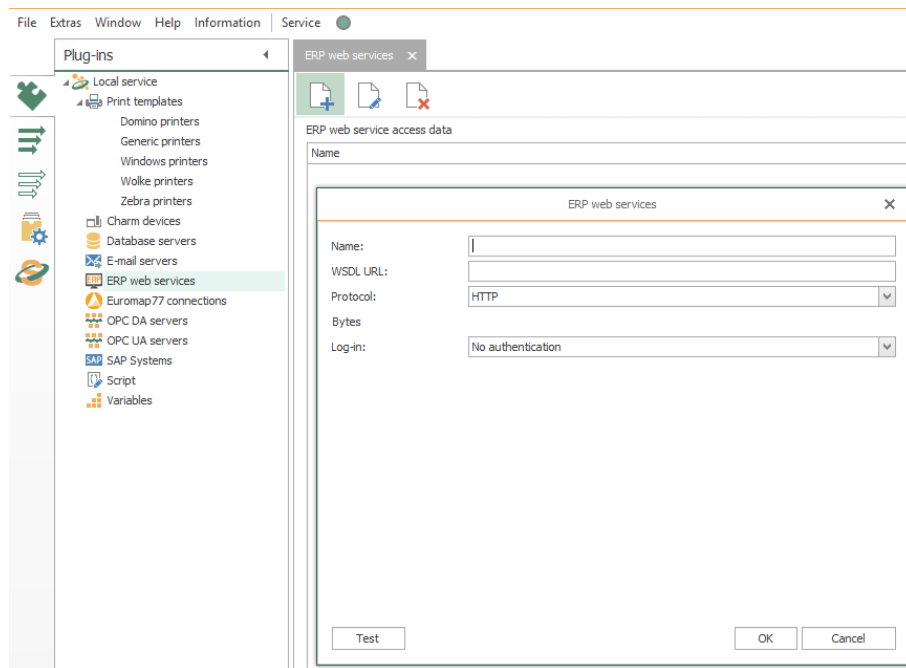 File Extras Window Help Information Service
Plug-ins
Local service
Print templates
Domino printers
Generic printers
Windows printers
Wolke printers
Zebra printers
Charm devices
Database servers
E-mail servers
ERP ERP web services
Euromap77 connections
OPC DA servers
OPC UA servers
SAP SAP Systems
Script
Variables
ERP web services
ERP web service access data
Name
ERP web services
Name:
WSDL URL:
Protocol: HTTP
Bytes
Log-in: No authentication
Test OK Cancel